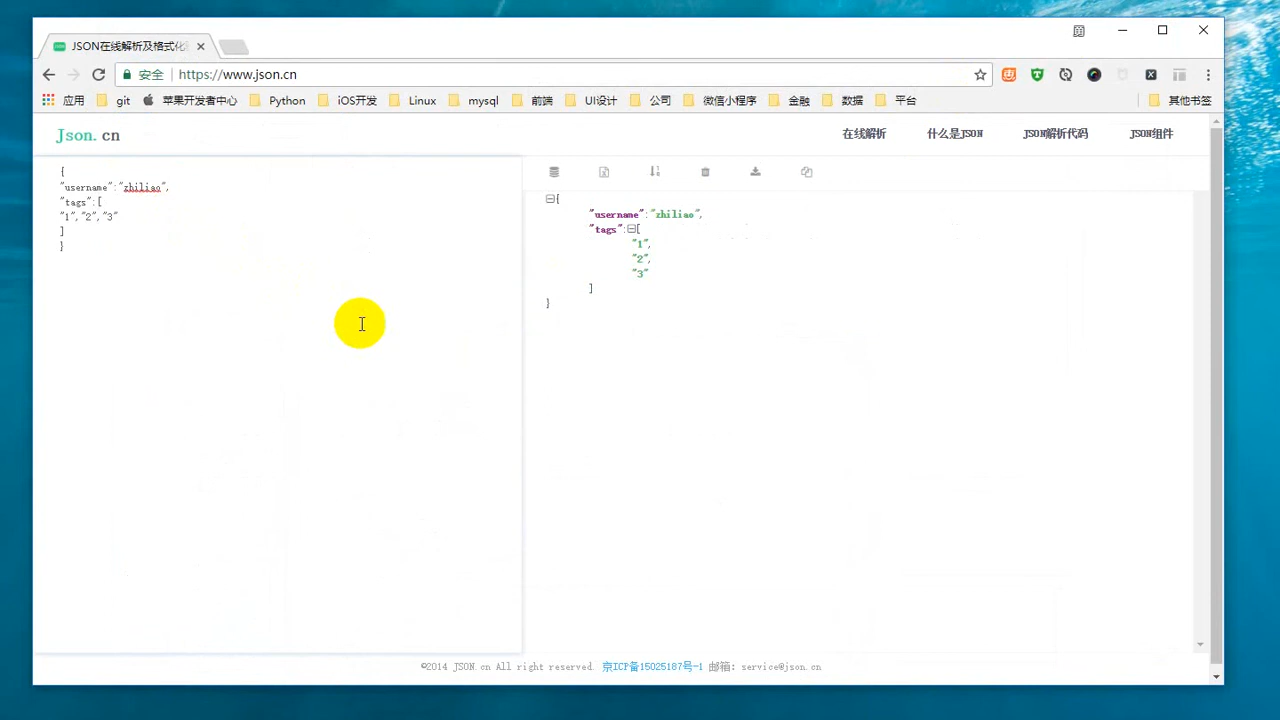 JSON在线解析及格式化
安全 https://www.json.cn
应用 git 苹果开发者中心 Python iOS开发 Linux mysql 前端 UI设计 公司 微信小程序 金融 数据 平台 其他书签
Json.cn 在线解析 什么是JSON JSON解析代码 JSON组件
{
"username":"zhiliao",
"tags":[
"1","2","3"
]
}
{
"username":"zhiliao",
"tags":[
"1",
"2",
"3"
]
}
©2014 JSON.cn All right reserved. 京ICP备15025187号-1 邮箱: service@json.cn